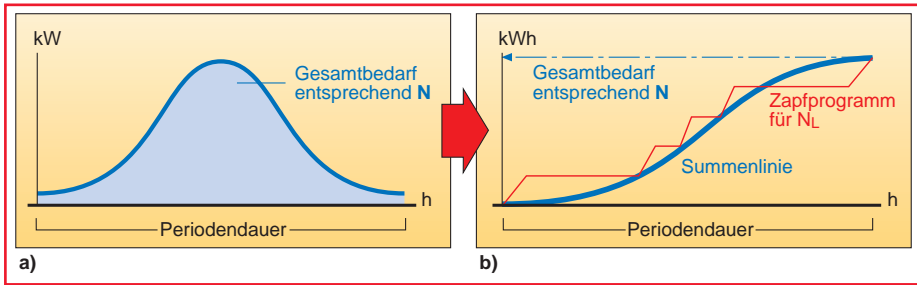 kW
Gesamtbedarf
entsprechend N
h
Periodendauer
a)
kWh
Gesamtbedarf
entsprechend N
Zapfprogramm
für NL
Summenlinie
h
Periodendauer
b)